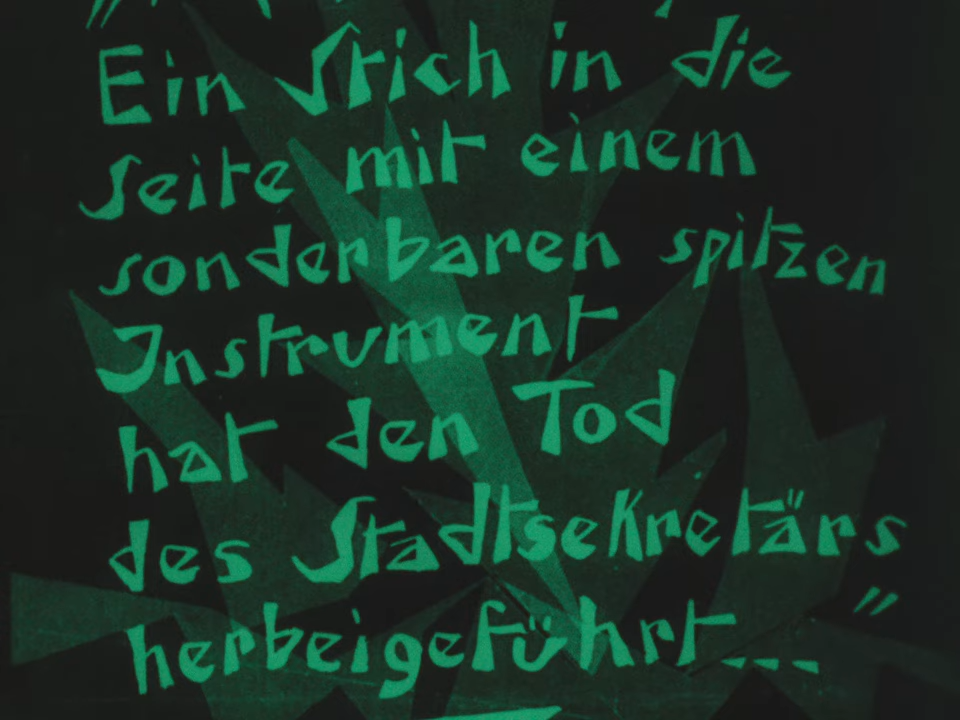 Ein Stich in die
Seite mit einem
sonderbaren spitzen
Instrument
hat den Tod
des Stadtsekretärs
herbeigeführt---"